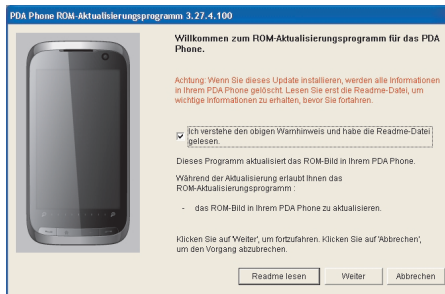 PDA Phone ROM-Aktualisierungsprogramm 3.27.4.100
Willkommen zum ROM-Aktualisierungsprogramm für das PDA
Phone.
Achtung: Wenn Sie dieses Update installieren, werden alle Informationen
in Ihrem PDA Phone gelöscht. Lesen Sie erst die Readme-Datei, um
wichtige Informationen zu erhalten, bevor Sie fortahren.
Ich verstehe den obigen Warnhinweis und habe die Readme-Datei
gelesen.
Dieses Programm aktualisiert das ROM-Bild in Ihrem PDA Phone.
Während der Aktualisierung erlaubt Ihnen das
ROM-Aktualisierungsprogramm :
- das ROM-Bild in Ihrem PDA Phone zu aktualisieren.
Klicken Sie auf 'Weiter', um fortzufahren. Klicken Sie auf 'Abbrechen',
um den Vorgang abzubrechen.
Readme lesen Weiter Abbrechen